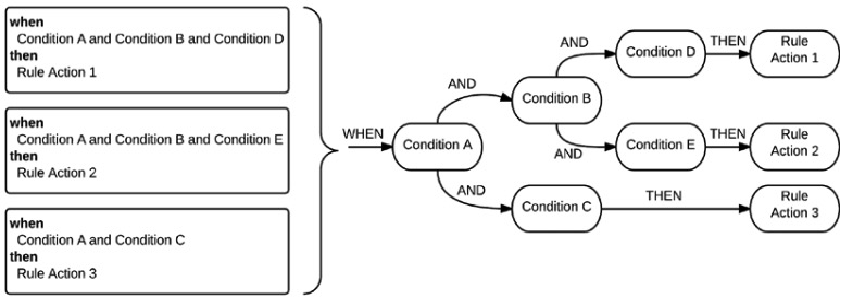 when
Condition A and Condition B and Condition D
then
Rule Action 1
when
Condition A and Condition B and Condition E
then
Rule Action 2
when
Condition A and Condition C
then
Rule Action 3
WHEN
Condition A
AND
AND
Condition B
Condition C
AND
AND
Condition D
Condition E
THEN
THEN
THEN
Rule
Action 1
Rule
Action 2
Rule
Action 3